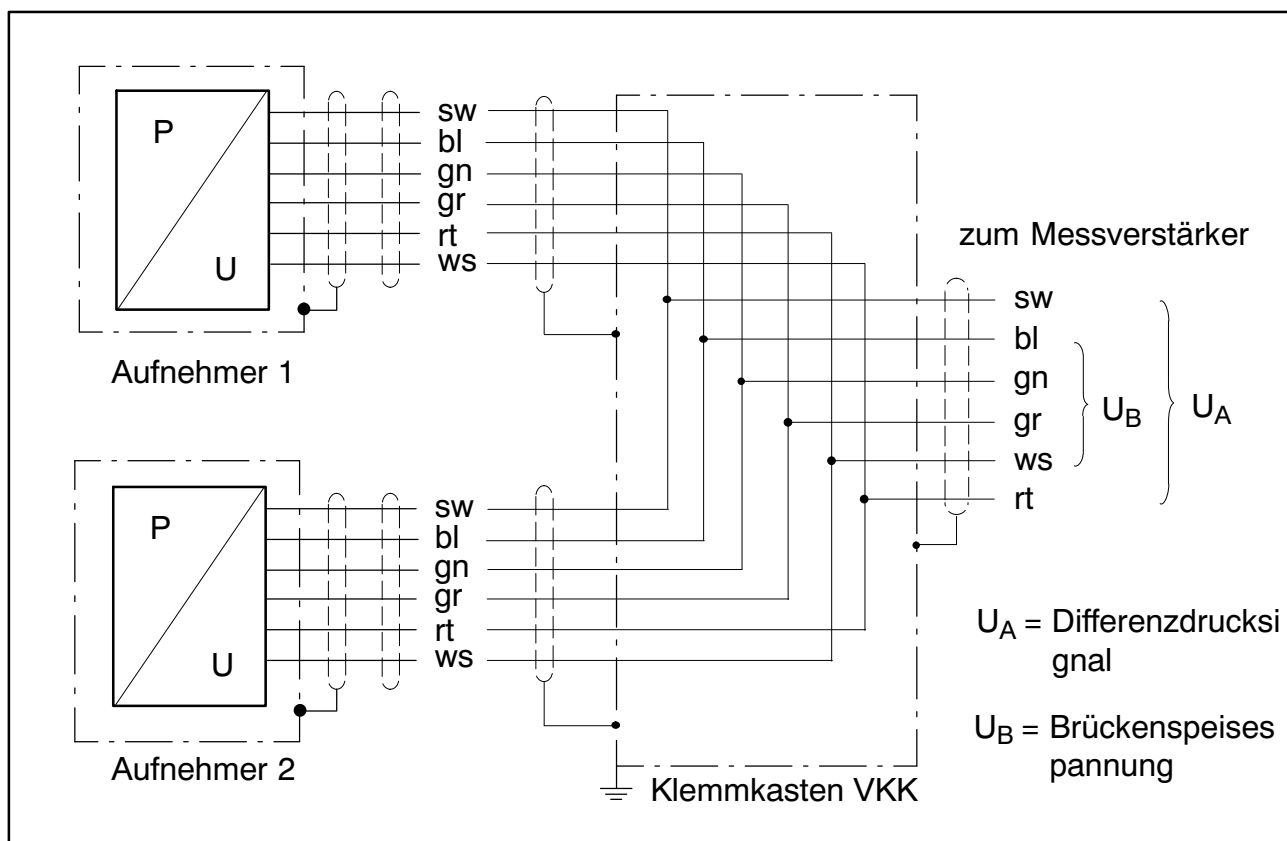 P
U
sw
bl
gn
gr
rt
ws
Aufnehmer 1
P
U
sw
bl
gn
gr
rt
ws
Aufnehmer 2
Klemmkasten VKK
zum Messverstärker
sw
bl
gn
gr
ws
rt
U_B
U_A
U_A = Differenzdrucksi
gnal
U_B = Brückenspeises
pannung